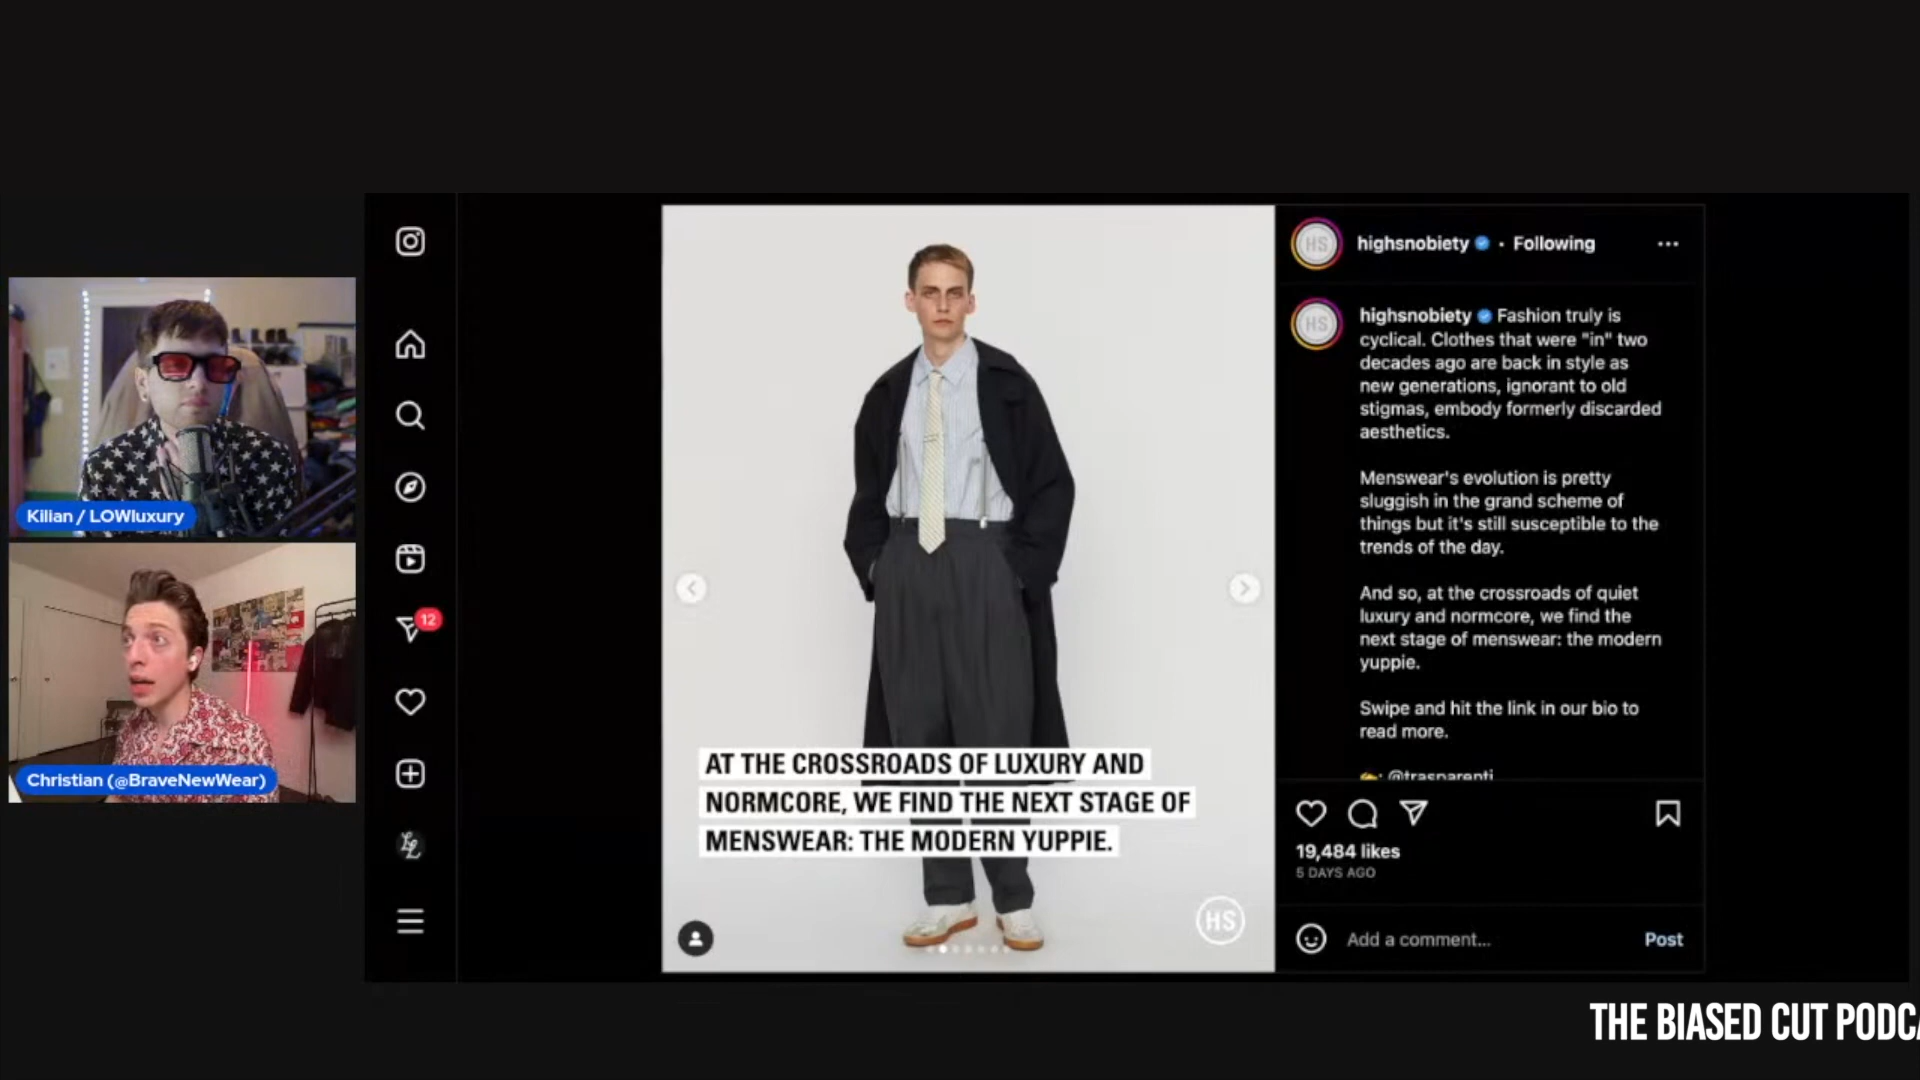 Kilian / LOWluxury
Christian (@BraveNewWear)
12
AT THE CROSSROADS OF LUXURY AND
NORMCORE, WE FIND THE NEXT STAGE OF
MENSWEAR: THE MODERN YUPPIE.
HS
HS
highsnobiety • Following
HS
highsnobiety Fashion truly is
cyclical. Clothes that were "in" two
decades ago are back in style as
new generations, ignorant to old
stigmas, embody formerly discarded
aesthetics.
Menswear's evolution is pretty
sluggish in the grand scheme of
things but it's still susceptible to the
trends of the day.
And so, at the crossroads of quiet
luxury and normcore, we find the
next stage of menswear: the modern
yuppie.
Swipe and hit the link in our bio to
read more.
✍️: @trasparenti
19,484 likes
5 DAYS AGO
Add a comment...
Post
THE BIASED CUT PODCA